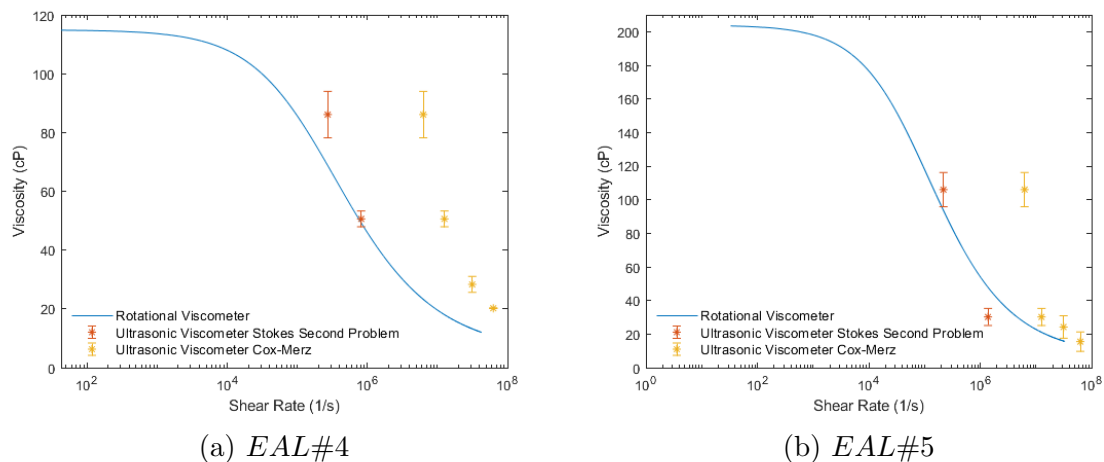 120
100
80
60
40
20
0
Viscosity (cP)
Rotational Viscometer
Ultrasonic Viscometer Stokes Second Problem
Ultrasonic Viscometer Cox-Merz
10^2 10^4 10^6 10^8
Shear Rate (1/s)
(a) EAL#4
200
180
160
140
120
100
80
60
40
20
0
Viscosity (cP)
Rotational Viscometer
Ultrasonic Viscometer Stokes Second Problem
Ultrasonic Viscometer Cox-Merz
10^0 10^2 10^4 10^6 10^8
Shear Rate (1/s)
(b) EAL#5